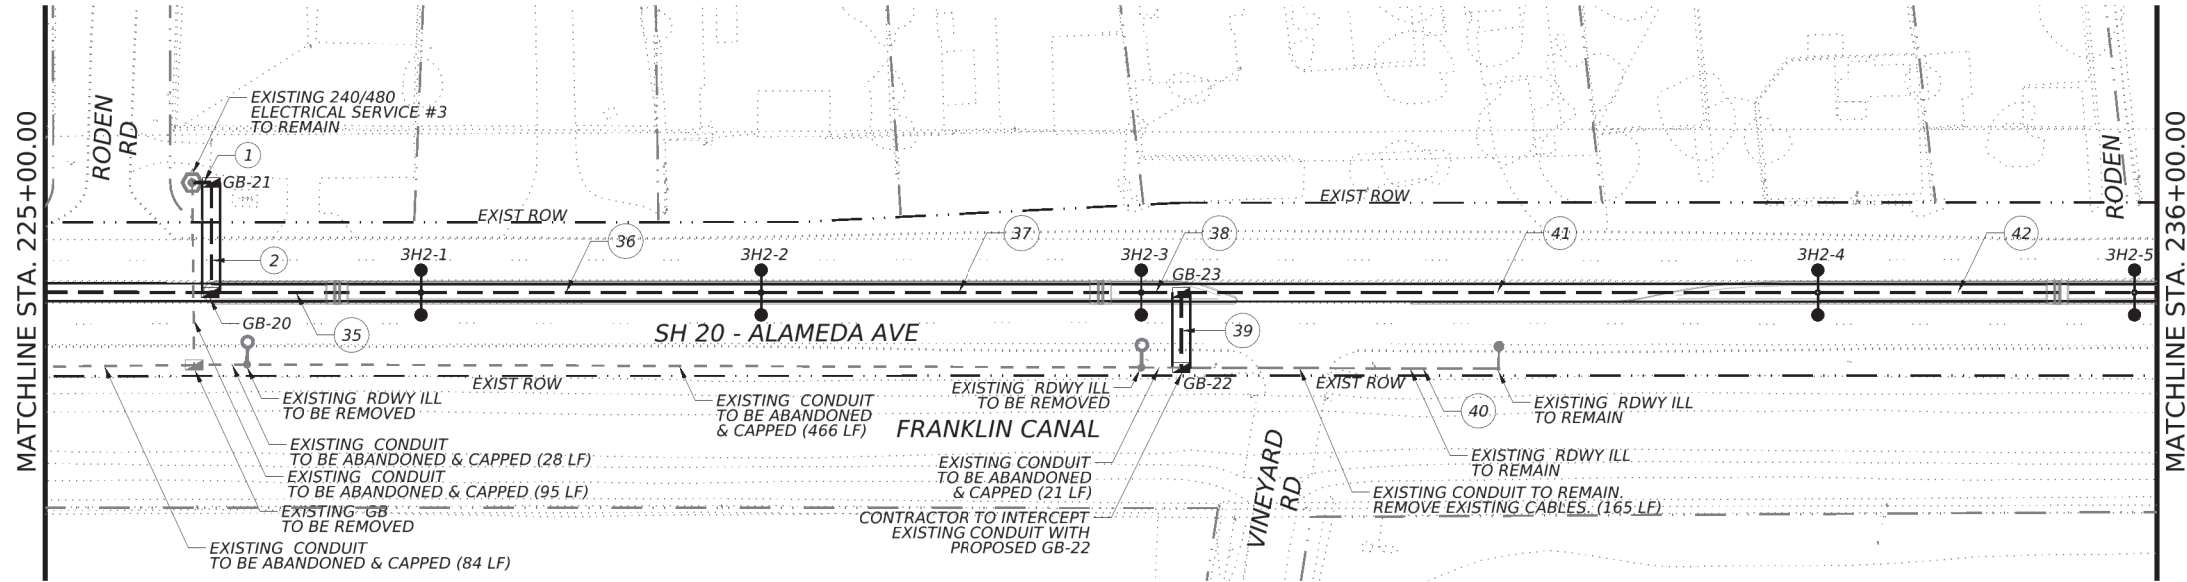 MATCHLINE STA. 225+00.00
RODEN
RD
EXISTING 240/480
ELECTRICAL SERVICE #3
TO REMAIN
1
GB-21
2
GB-20
35
EXIST ROW
3H2-1
36
3H2-2
37
3H2-3
38
GB-23
EXIST ROW
41
3H2-4
42
3H2-5
RODEN
MATCHLINE STA. 236+00.00
SH 20 - ALAMEDA AVE
39
GB-22
EXIST ROW
EXIST ROW
40
EXISTING RDWY ILL
TO BE REMOVED
EXISTING CONDUIT
TO BE ABANDONED & CAPPED (28 LF)
EXISTING CONDUIT
TO BE ABANDONED & CAPPED (95 LF)
EXISTING GB
TO BE REMOVED
EXISTING CONDUIT
TO BE ABANDONED & CAPPED (84 LF)
EXISTING CONDUIT
TO BE ABANDONED
& CAPPED (466 LF)
FRANKLIN CANAL
EXISTING RDWY ILL
TO BE REMOVED
EXISTING CONDUIT
TO BE ABANDONED
& CAPPED (21 LF)
CONTRACTOR TO INTERCEPT
EXISTING CONDUIT WITH
PROPOSED GB-22
VINEYARD
RD
EXISTING RDWY ILL
TO REMAIN
EXISTING RDWY ILL
TO REMAIN
EXISTING CONDUIT TO REMAIN.
REMOVE EXISTING CABLES. (165 LF)